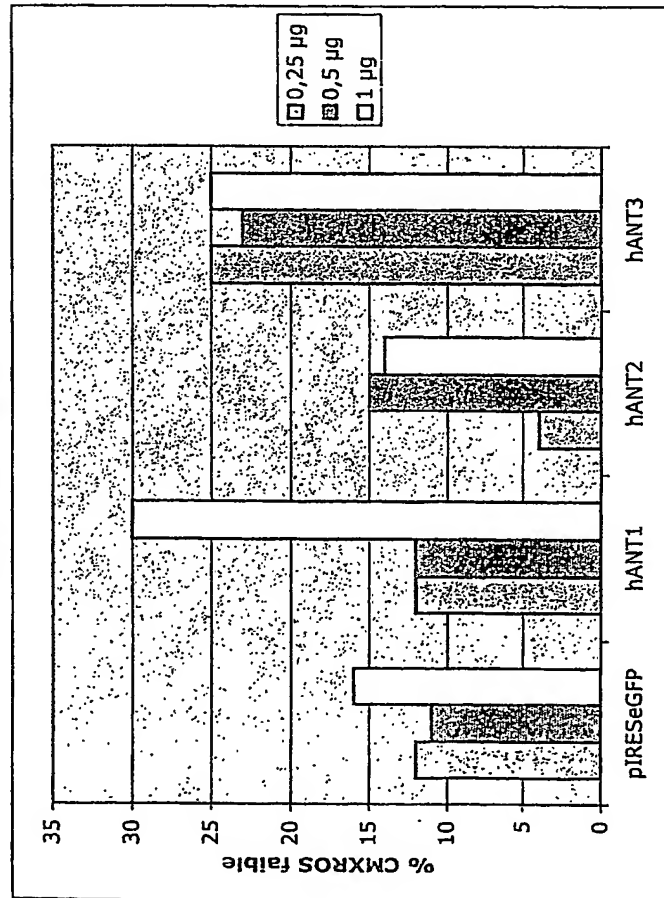 % CMXROS faible
35
30
25
20
15
10
5
0
pIRESeGFP
hANT1
hANT2
hANT3
0,25 µg
0,5 µg
1 µg